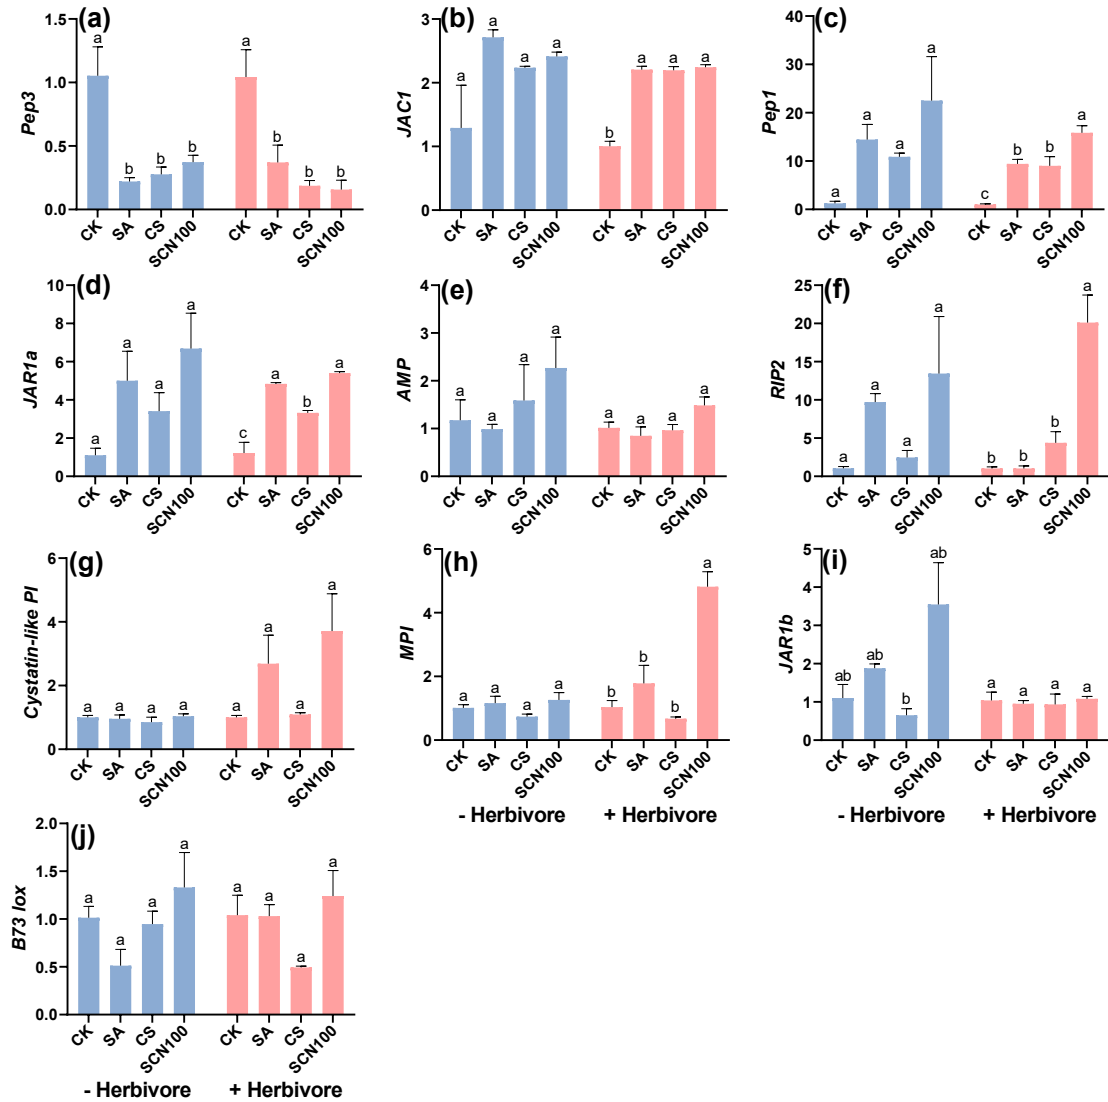 (a)
Pep3
1.5
1.0
0.5
0.0
a b b b a b b b
CK SA CS SCN100 CK SA CS SCN100
(b)
JAC1
3
2
1
0
a a a a b a a a
CK SA CS SCN100 CK SA CS SCN100
(c)
Pep1
40
30
20
10
0
a a a a c b b a
CK SA CS SCN100 CK SA CS SCN100
(d)
JAR1a
10
8
6
4
2
0
a a a a c a b a
CK SA CS SCN100 CK SA CS SCN100
(e)
AMP
4
3
2
1
0
a a a a a a a a
CK SA CS SCN100 CK SA CS SCN100
(f)
RIP2
25
20
15
10
5
0
a a a a b b b a
CK SA CS SCN100 CK SA CS SCN100
(g)
Cystatin-like PI
6
4
2
0
a a a a a a a a
CK SA CS SCN100 CK SA CS SCN100
(h)
MPI
6
4
2
0
a a a a b b b a
CK SA CS SCN100 CK SA CS SCN100
- Herbivore + Herbivore
(i)
JAR1b
5
4
3
2
1
0
ab ab b ab a a a a
CK SA CS SCN100 CK SA CS SCN100
- Herbivore + Herbivore
(j)
B73 lox
2.0
1.5
1.0
0.5
0.0
a a a a a a a a
CK SA CS SCN100 CK SA CS SCN100
- Herbivore + Herbivore